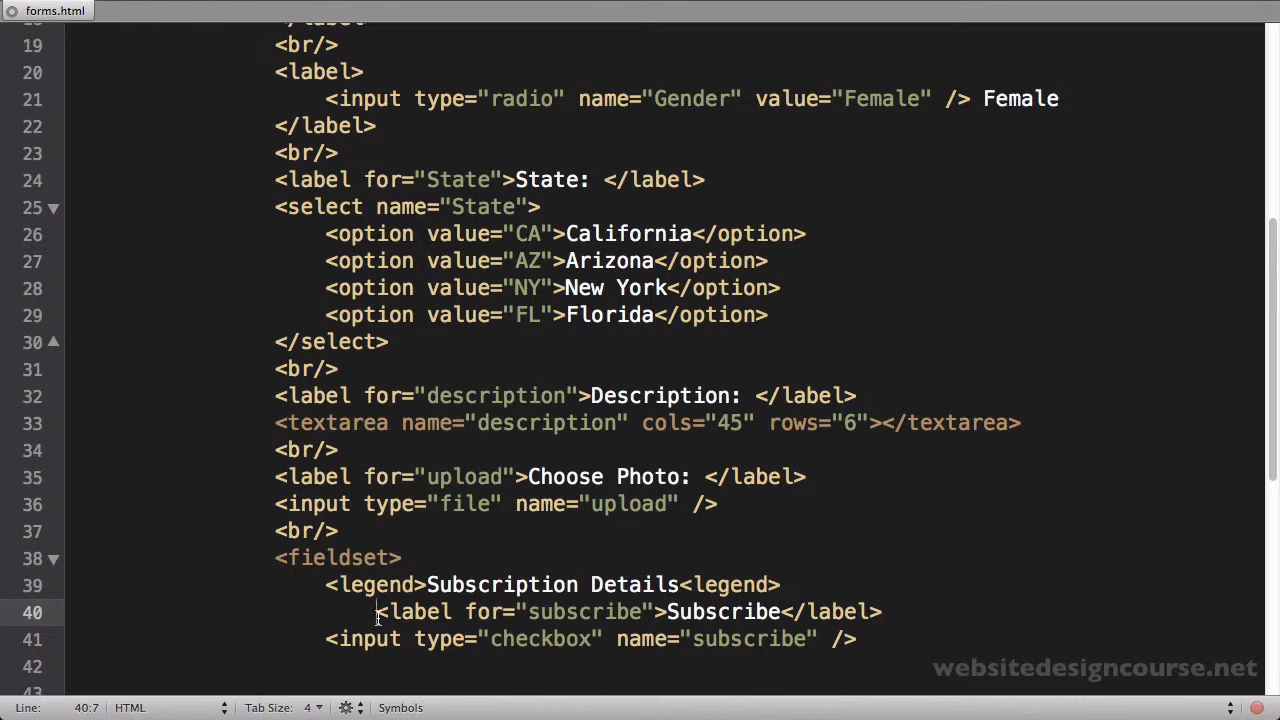 forms.html
18 </label>
19 <br/>
20 <label>
21 <input type="radio" name="Gender" value="Female" /> Female
22 </label>
23 <br/>
24 <label for="State">State: </label>
25 <select name="State">
26 <option value="CA">California</option>
27 <option value="AZ">Arizona</option>
28 <option value="NY">New York</option>
29 <option value="FL">Florida</option>
30 </select>
31 <br/>
32 <label for="description">Description: </label>
33 <textarea name="description" cols="45" rows="6"></textarea>
34 <br/>
35 <label for="upload">Choose Photo: </label>
36 <input type="file" name="upload" />
37 <br/>
38 <fieldset>
39 <legend>Subscription Details<legend>
40 <label for="subscribe">Subscribe</label>
41 <input type="checkbox" name="subscribe" />
42
43
websitedesigncourse.net
Line: 40:7 HTML Tab Size: 4 Symbols